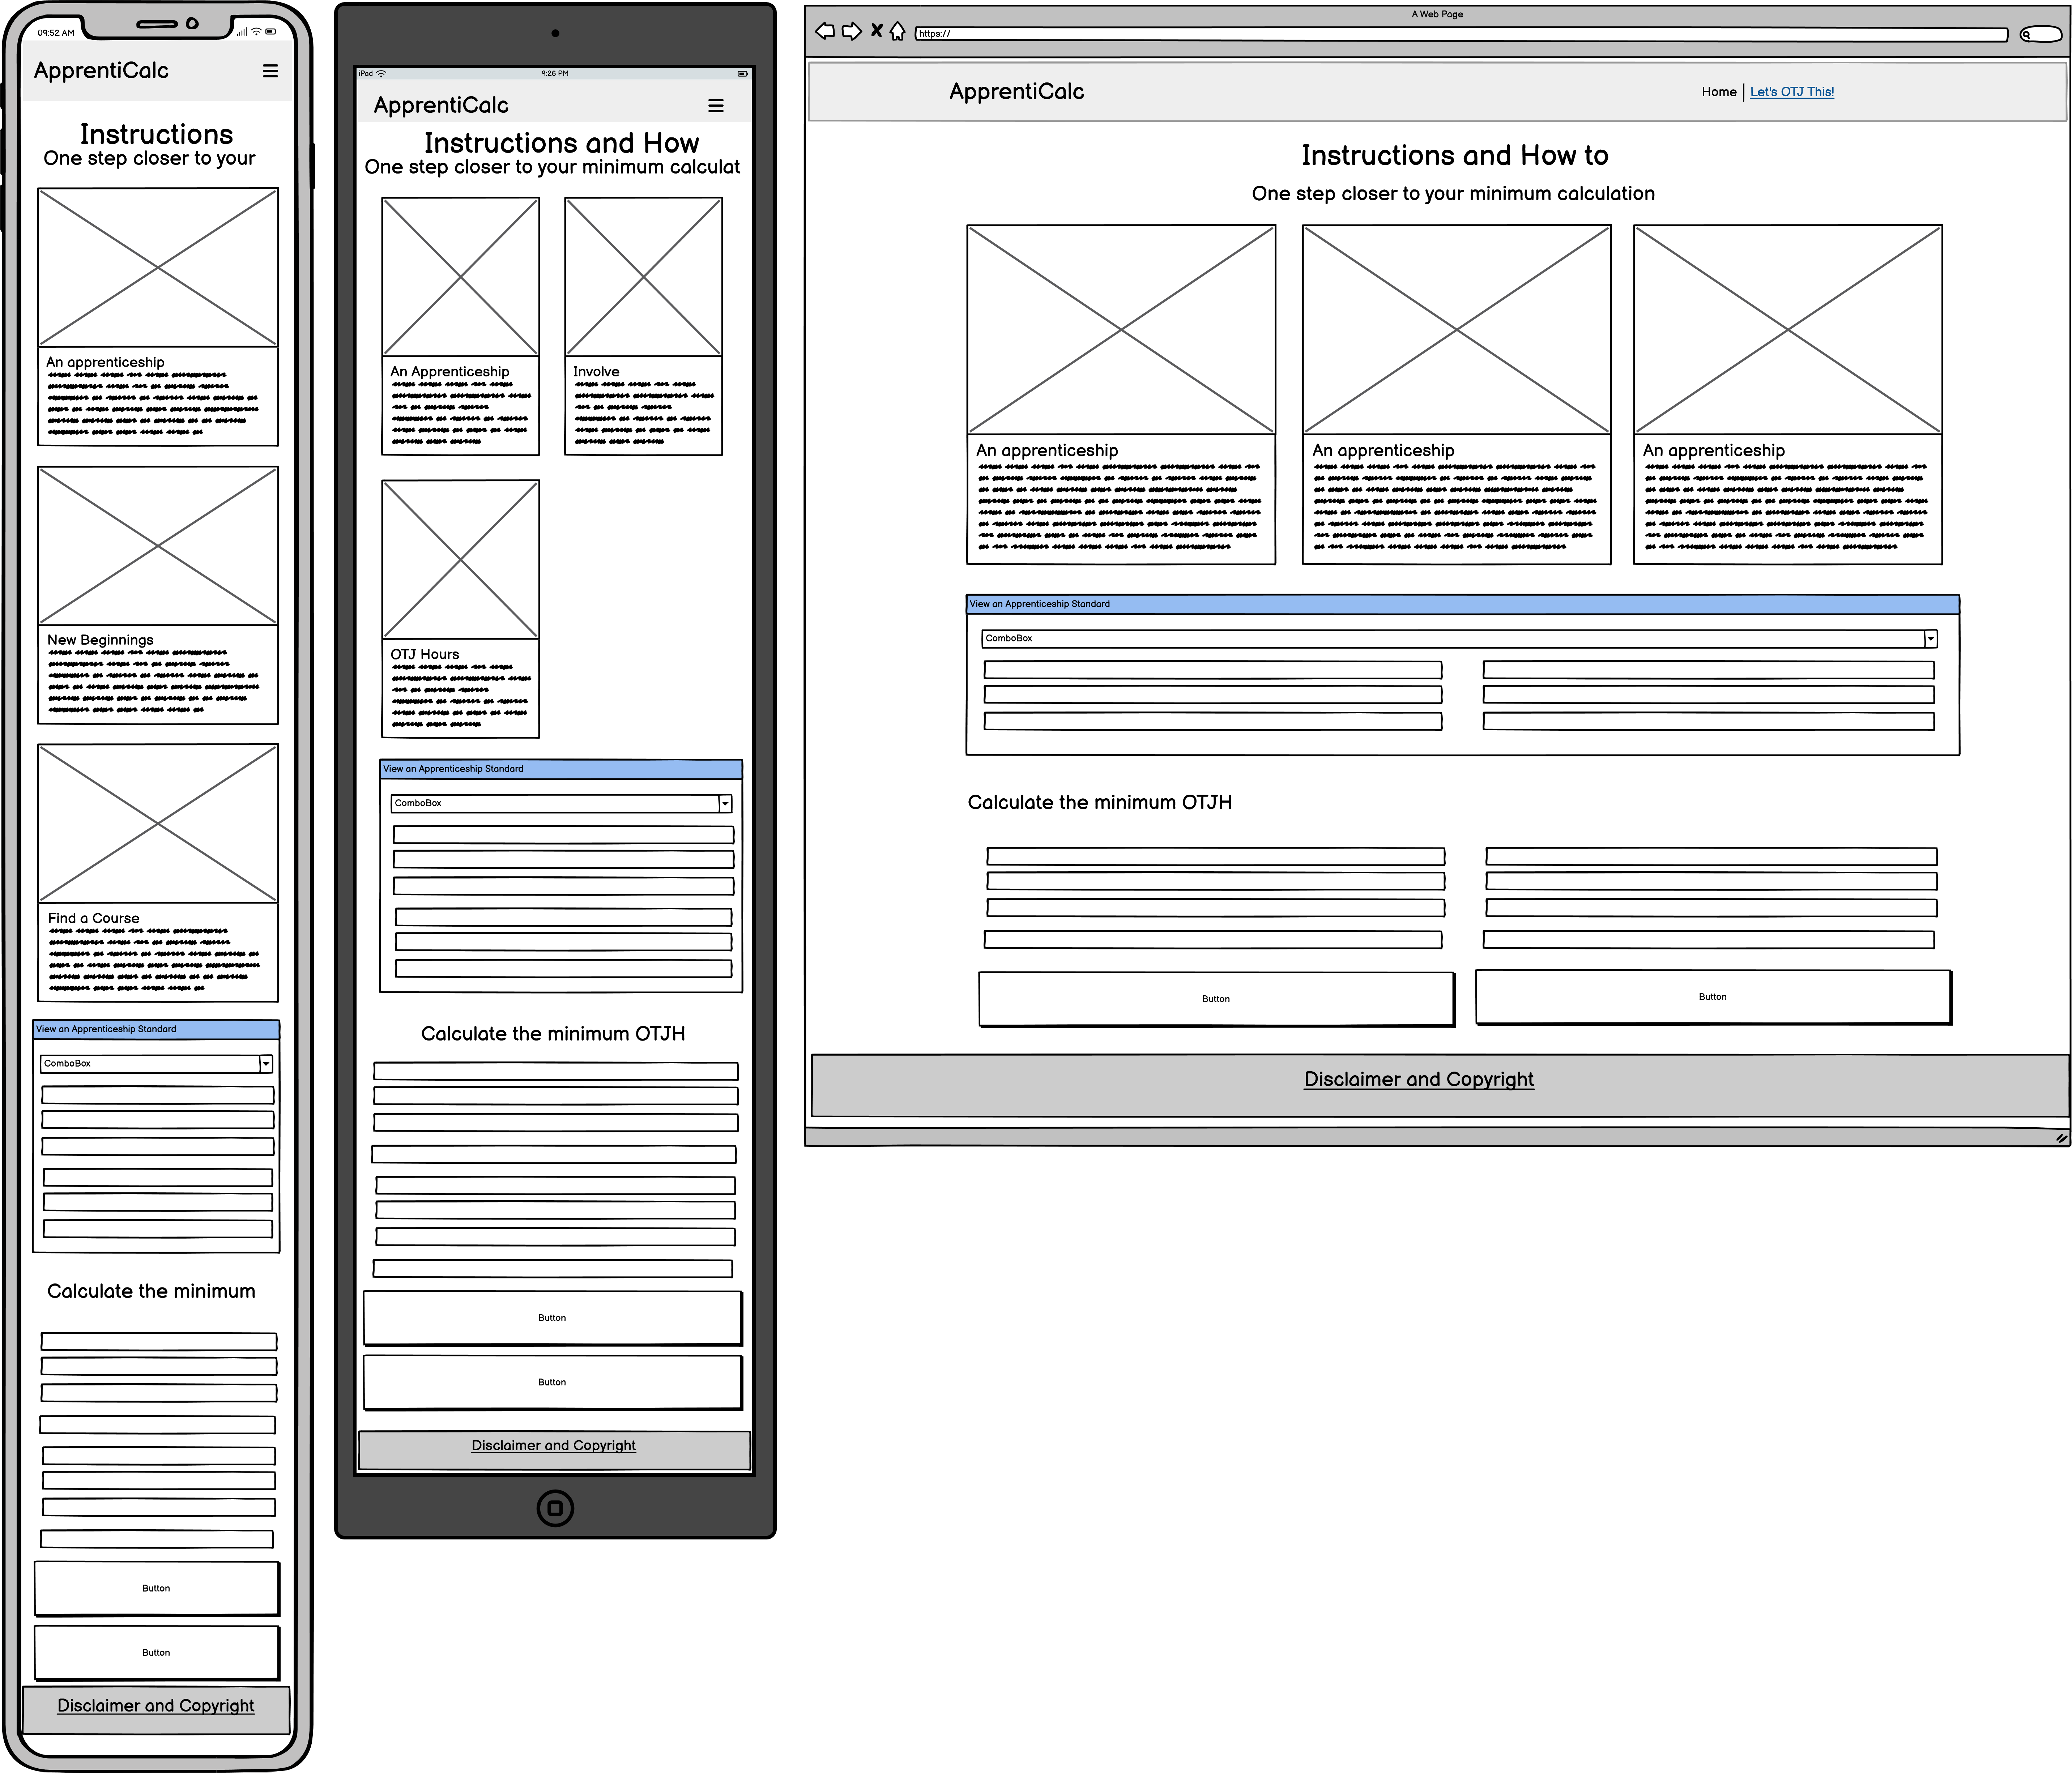 09:52 AM
ApprentiCalc
Instructions
One step closer to your
An apprenticeship
New Beginnings
Find a Course
View an Apprenticeship Standard
ComboBox
Calculate the minimum
Button
Button
Disclaimer and Copyright
iPad
9:26 PM
ApprentiCalc
Instructions and How
One step closer to your minimum calculat
An Apprenticeship
Involve
OTJ Hours
View an Apprenticeship Standard
ComboBox
Calculate the minimum OTJH
Button
Button
Disclaimer and Copyright
A Web Page
https://
ApprentiCalc
Home | Let's OTJ This!
Instructions and How to
One step closer to your minimum calculation
An apprenticeship
An apprenticeship
An apprenticeship
View an Apprenticeship Standard
ComboBox
Calculate the minimum OTJH
Button
Button
Disclaimer and Copyright